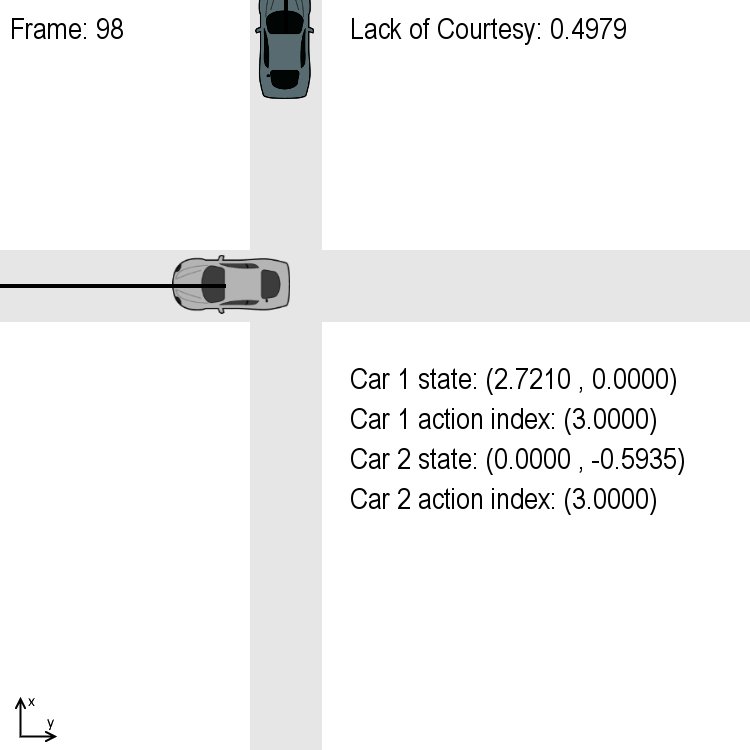 Frame: 98
Lack of Courtesy: 0.4979
Car 1 state: (2.7210 , 0.0000)
Car 1 action index: (3.0000)
Car 2 state: (0.0000 , -0.5935)
Car 2 action index: (3.0000)
x
y